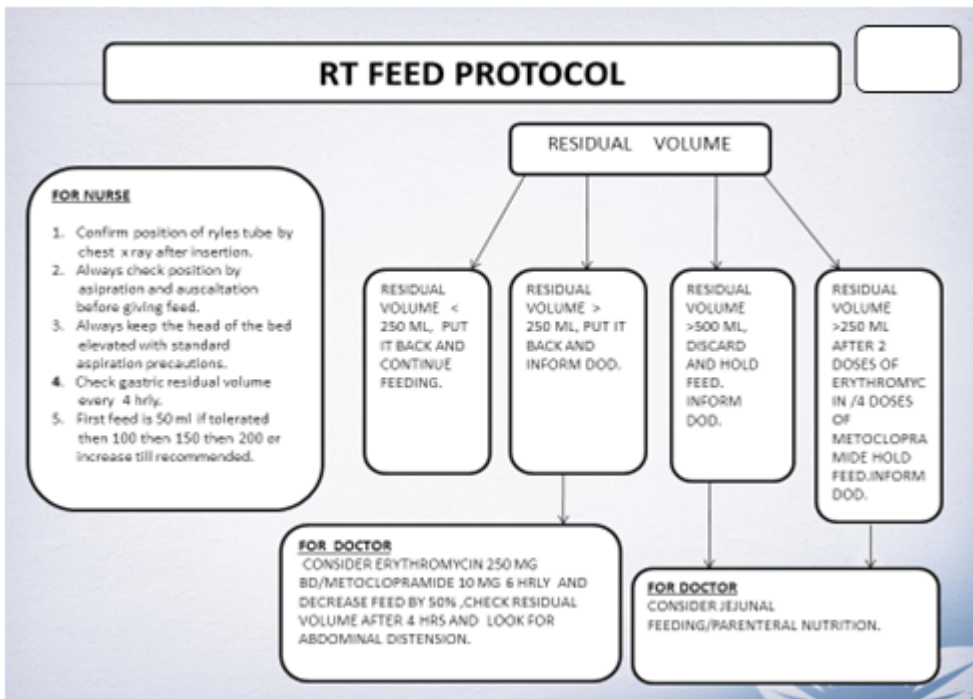 RT FEED PROTOCOL
RESIDUAL VOLUME
FOR NURSE
1. Confirm position of ryles tube by
chest x ray after insertion.
2. Always check position by
asipration and auscaltation
before giving feed.
3. Always keep the head of the bed
elevated with standard
aspiration precautions.
4. Check gastric residual volume
every 4 hrly.
5. First feed is 50 ml if tolerated
then 100 then 150 then 200 or
increase till recommended.
RESIDUAL
VOLUME <
250 ML, PUT
IT BACK AND
CONTINUE
FEEDING.
RESIDUAL
VOLUME >
250 ML, PUT IT
BACK AND
INFORM DOD.
RESIDUAL
VOLUME
>500 ML,
DISCARD
AND HOLD
FEED.
INFORM
DOD.
RESIDUAL
VOLUME
>250 ML
AFTER 2
DOSES OF
ERYTHROMYC
IN /4 DOSES
OF
METOCLOPRA
MIDE HOLD
FEED.INFORM
DOD.
FOR DOCTOR
CONSIDER ERYTHROMYCIN 250 MG
BD/METOCLOPRAMIDE 10 MG 6 HRLY AND
DECREASE FEED BY 50% ,CHECK RESIDUAL
VOLUME AFTER 4 HRS AND LOOK FOR
ABDOMINAL DISTENSION.
FOR DOCTOR
CONSIDER JEJUNAL
FEEDING/PARENTERAL NUTRITION.